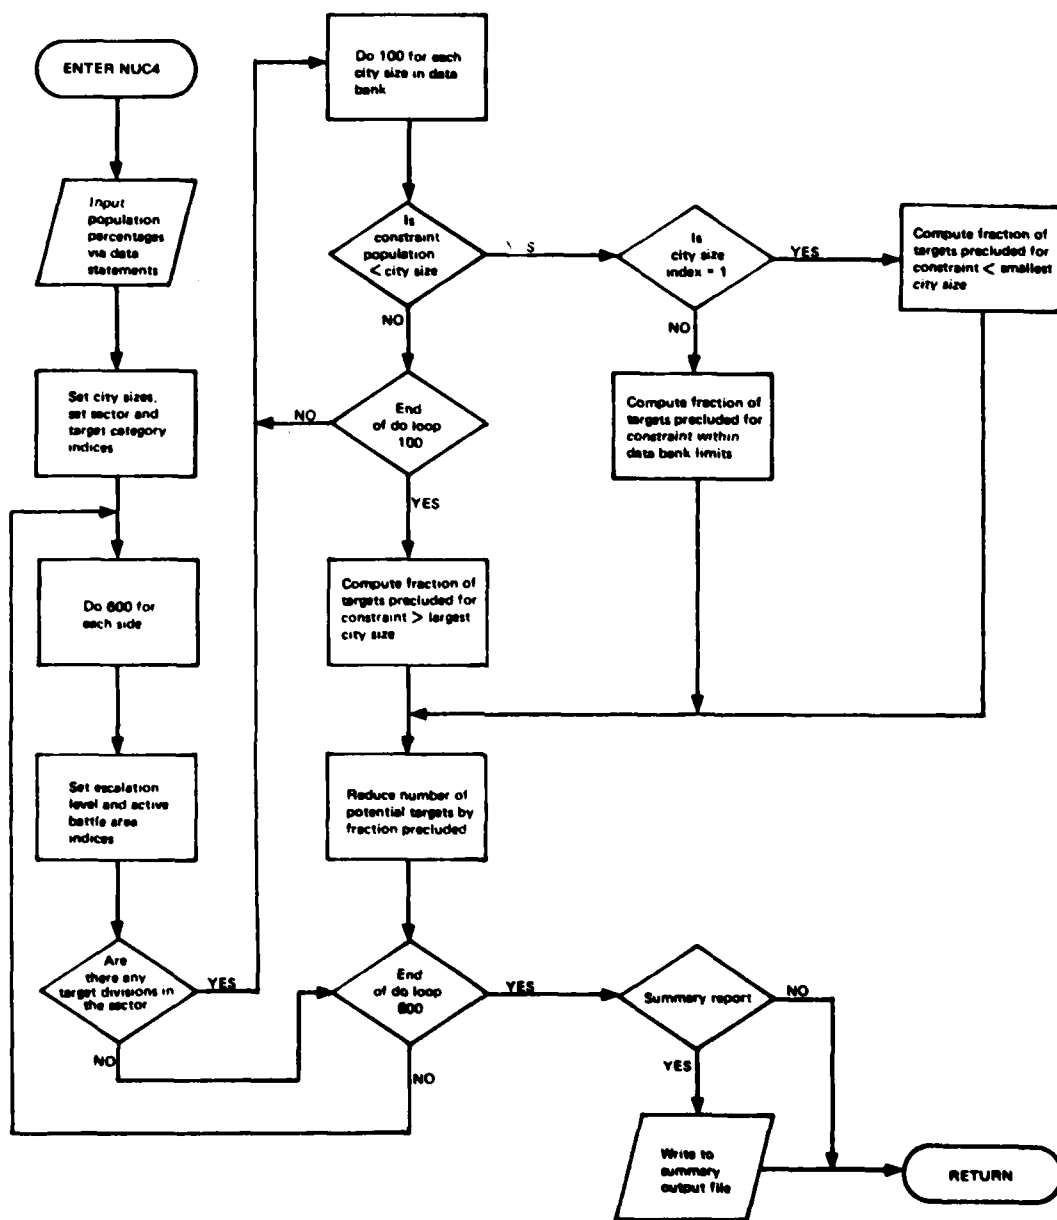 ENTER NUC4
Input
population
percentages
via data
statements
Set city sizes,
set sector and
target category
indices
Do 600 for
each side
Set escalation
level and active
battle area
indices
Are
there any
target divisions in
the sector
YES
NO
Do 100 for each
city size in data
bank
Is
constraint
population
< city size
NO
End
of do loop
100
NO
YES
Compute fraction of
targets precluded for
constraint > largest
city size
Reduce number of
potential targets by
fraction precluded
End
of do loop
600
YES
NO
Is
city size
index = 1
YES
NO
Compute fraction of
targets precluded for
constraint within
data bank limits
Compute fraction of
targets precluded for
constraint < smallest
city size
Summary report
NO
YES
Write to
summary
output file
RETURN